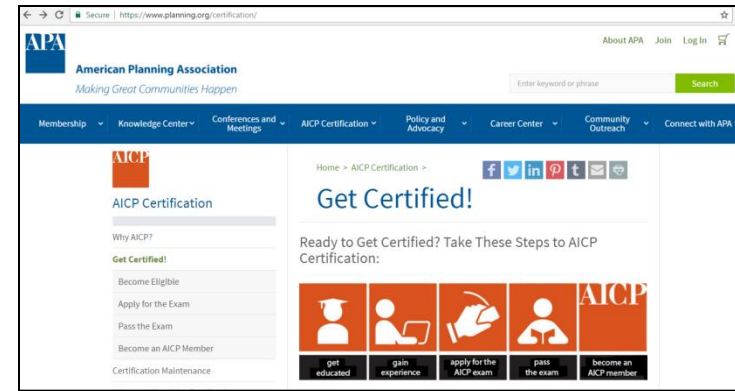 Secure | https://www.planning.org/certification/
APA
About APA Join Log In
American Planning Association
Making Great Communities Happen
Enter keyword or phrase
Search
Membership Knowledge Center Conferences and Meetings AICP Certification Policy and Advocacy Career Center Community Outreach Connect with APA
AICP
Home > AICP Certification >
f in p t
AICP Certification
Get Certified!
Why AICP?
Ready to Get Certified? Take These Steps to AICP
Certification:
Get Certified!
Become Eligible
Apply for the Exam
Pass the Exam
Become an AICP Member
Certification Maintenance
AICP
get educated
gain experience
apply for the AICP exam
pass the exam
become an AICP member